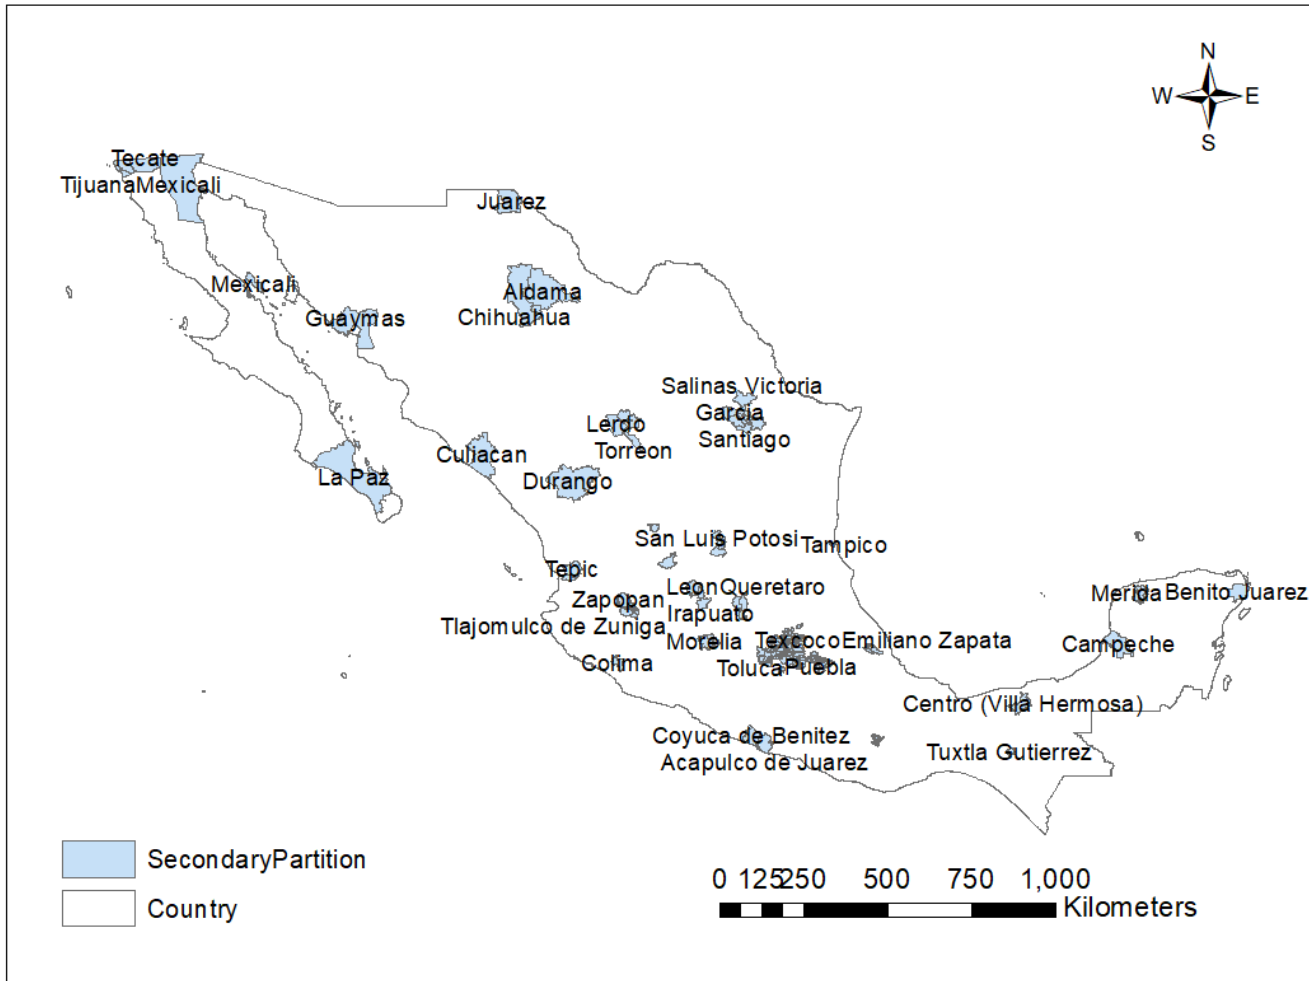 N
W E
S
Tecate
TijuanaMexicali
Juarez
Mexicali
Aldama
Guaymas
Chihuahua
Salinas Victoria
Garcia
Lerdo
Santiago
Torreon
Culiacan
La Paz
Durango
San Luis Potosi
Tampico
Tepic
LeonQueretaro
Merida
Benito Juarez
Zapopan
Irapuato
Tlajomulco de Zuniga
Morelia
TexcocoEmiliano Zapata
Campeche
Colima
TolucaPuebla
Centro (Villa Hermosa)
Coyuca de Benitez
Tuxtla Gutierrez
Acapulco de Juarez
SecondaryPartition
Country
0 125250 500 750 1,000
Kilometers